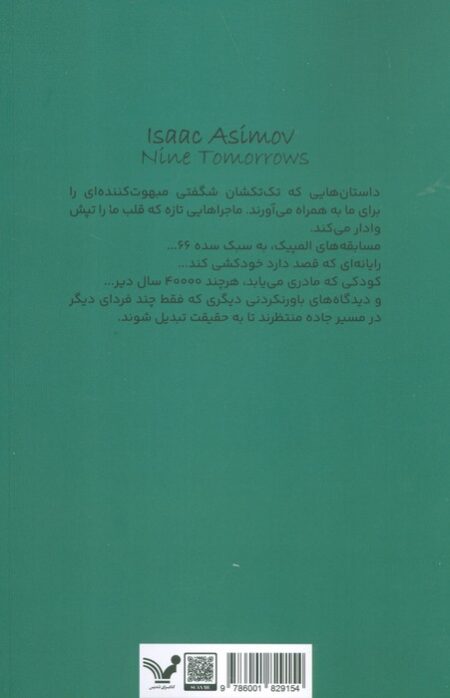 Isaac Asimov
Nine Tomorrows
داستان‌هایی که تک‌تکشان شگفتی مبهوت‌کننده‌ای را
برای ما به همراه می‌آورند. ماجراهایی تازه که قلب ما را تپش
وادار می‌کند.
مسابقه‌های المپیک، به سبک سده ۶۶...
رایانه‌ای که قصد دارد خودکشی کند...
کودکی که مادری می‌یابد، هرچند ۴۰۰۰۰ سال دیر...
و دیدگاه‌های باورنکردنی دیگری که فقط چند فردای دیگر
در مسیر جاده منتظرند تا به حقیقت تبدیل شوند.
9 786001 829154